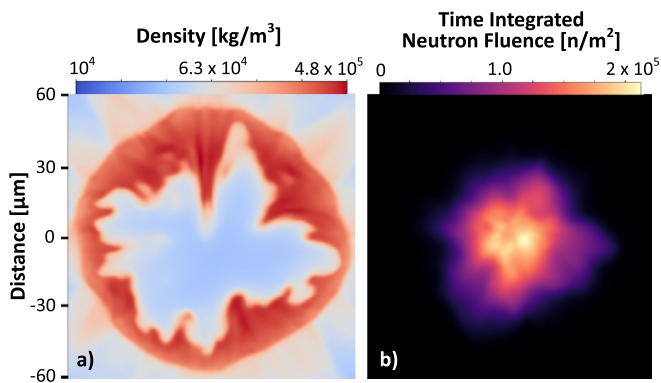 Density [kg/m³]
10⁴ 6.3 x 10⁴ 4.8 x 10⁵
60
30
0
-30
-60
Distance [µm]
a)
Time Integrated
Neutron Fluence [n/m²]
0 1.0 2 x 10⁵
b)